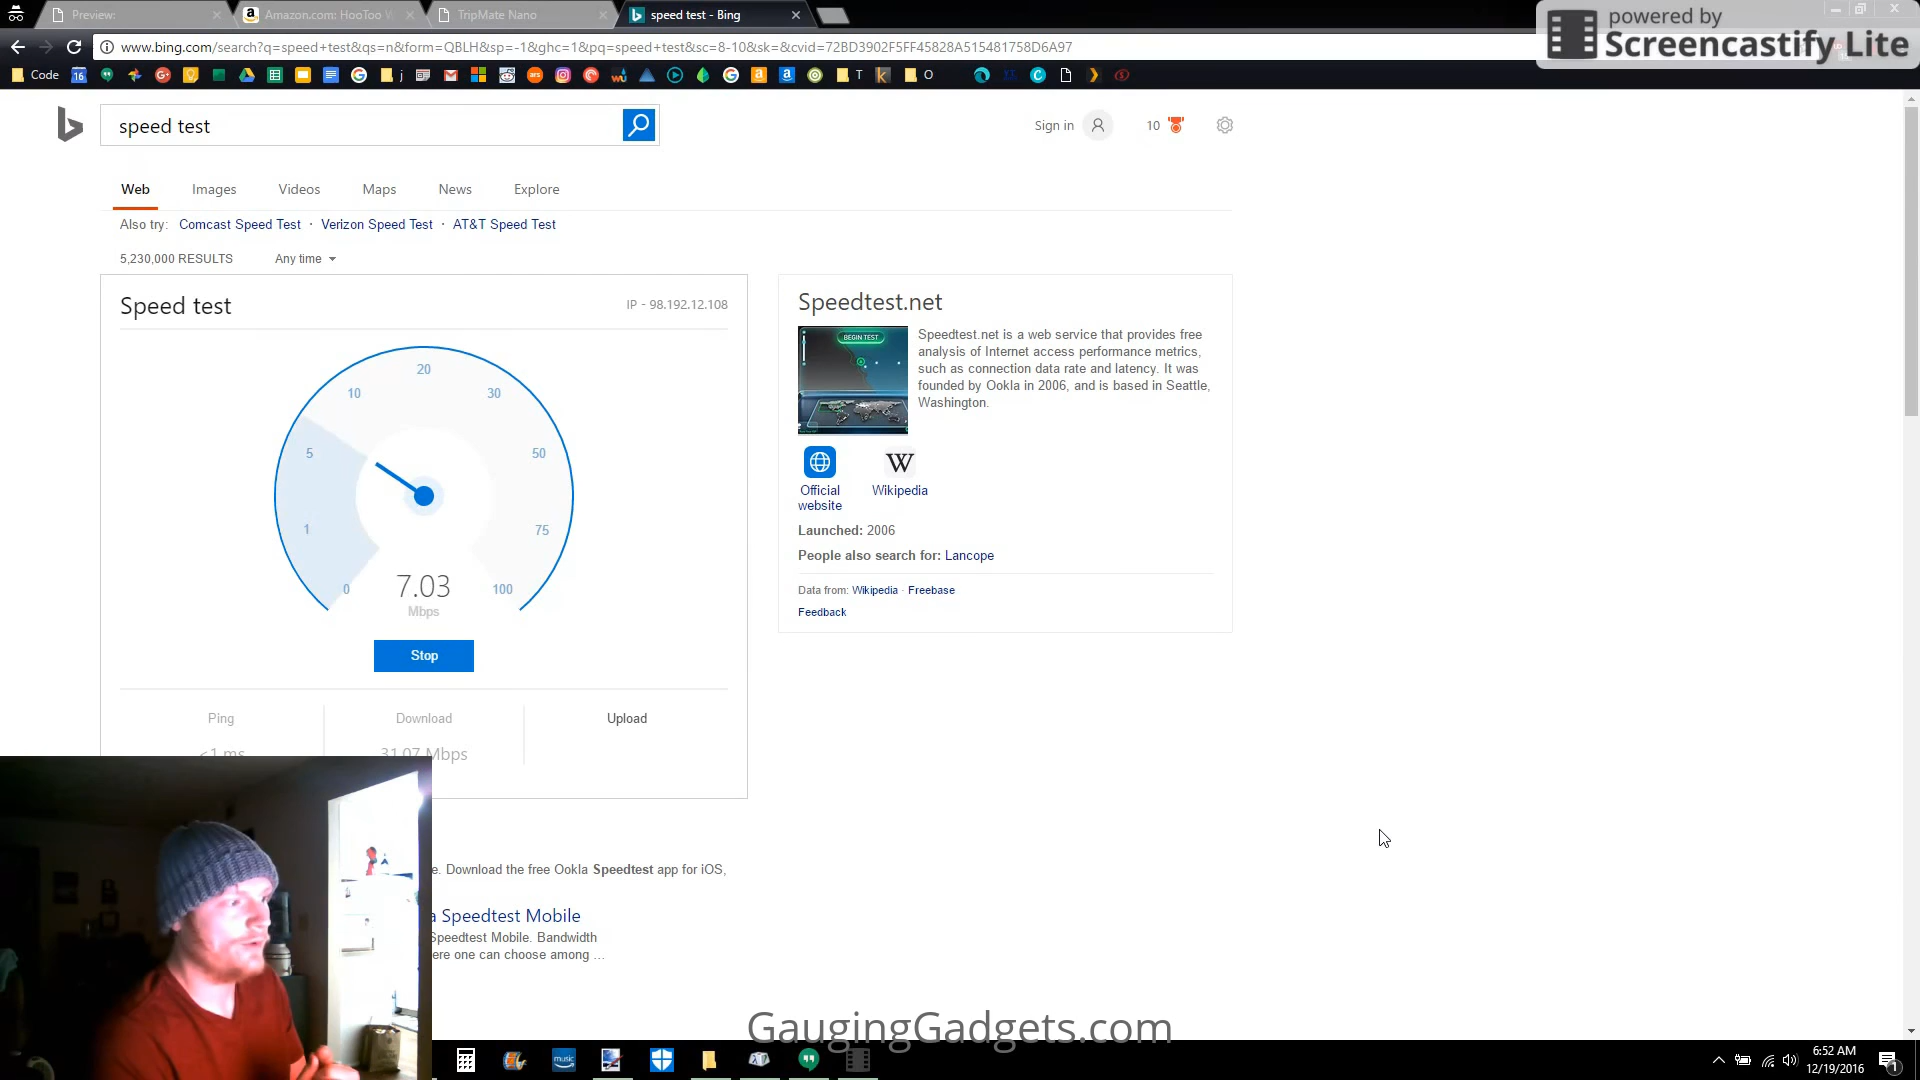 Preview:
Amazon.com: HooToo W
TripMate Nano
speed test - Bing
powered by
Screencastify Lite
www.bing.com/search?q=speed+test&qs=n&form=QBLH&sp=-1&ghc=1&pq=speed+test&sc=8-10&sk=&cvid=72BD3902F5FF45828A515481758D6A97
Code
16
j
T
O
speed test
Sign in
10
Web
Images
Videos
Maps
News
Explore
Also try: Comcast Speed Test · Verizon Speed Test · AT&T Speed Test
5,230,000 RESULTS
Any time
Speed test
IP - 98.192.12.108
0
1
5
10
20
30
50
75
100
7.03
Mbps
Stop
Ping
Download
Upload
<1 ms
31.07 Mbps
Speedtest.net
BEGIN TEST
Speedtest.net is a web service that provides free
analysis of Internet access performance metrics,
such as connection data rate and latency. It was
founded by Ookla in 2006, and is based in Seattle,
Washington.
Official
website
W
Wikipedia
Launched: 2006
People also search for: Lancope
Data from: Wikipedia · Freebase
Feedback
e. Download the free Ookla Speedtest app for iOS,
a Speedtest Mobile
Speedtest Mobile. Bandwidth
ere one can choose among ...
GaugingGadgets.com
music
6:52 AM
12/19/2016
1